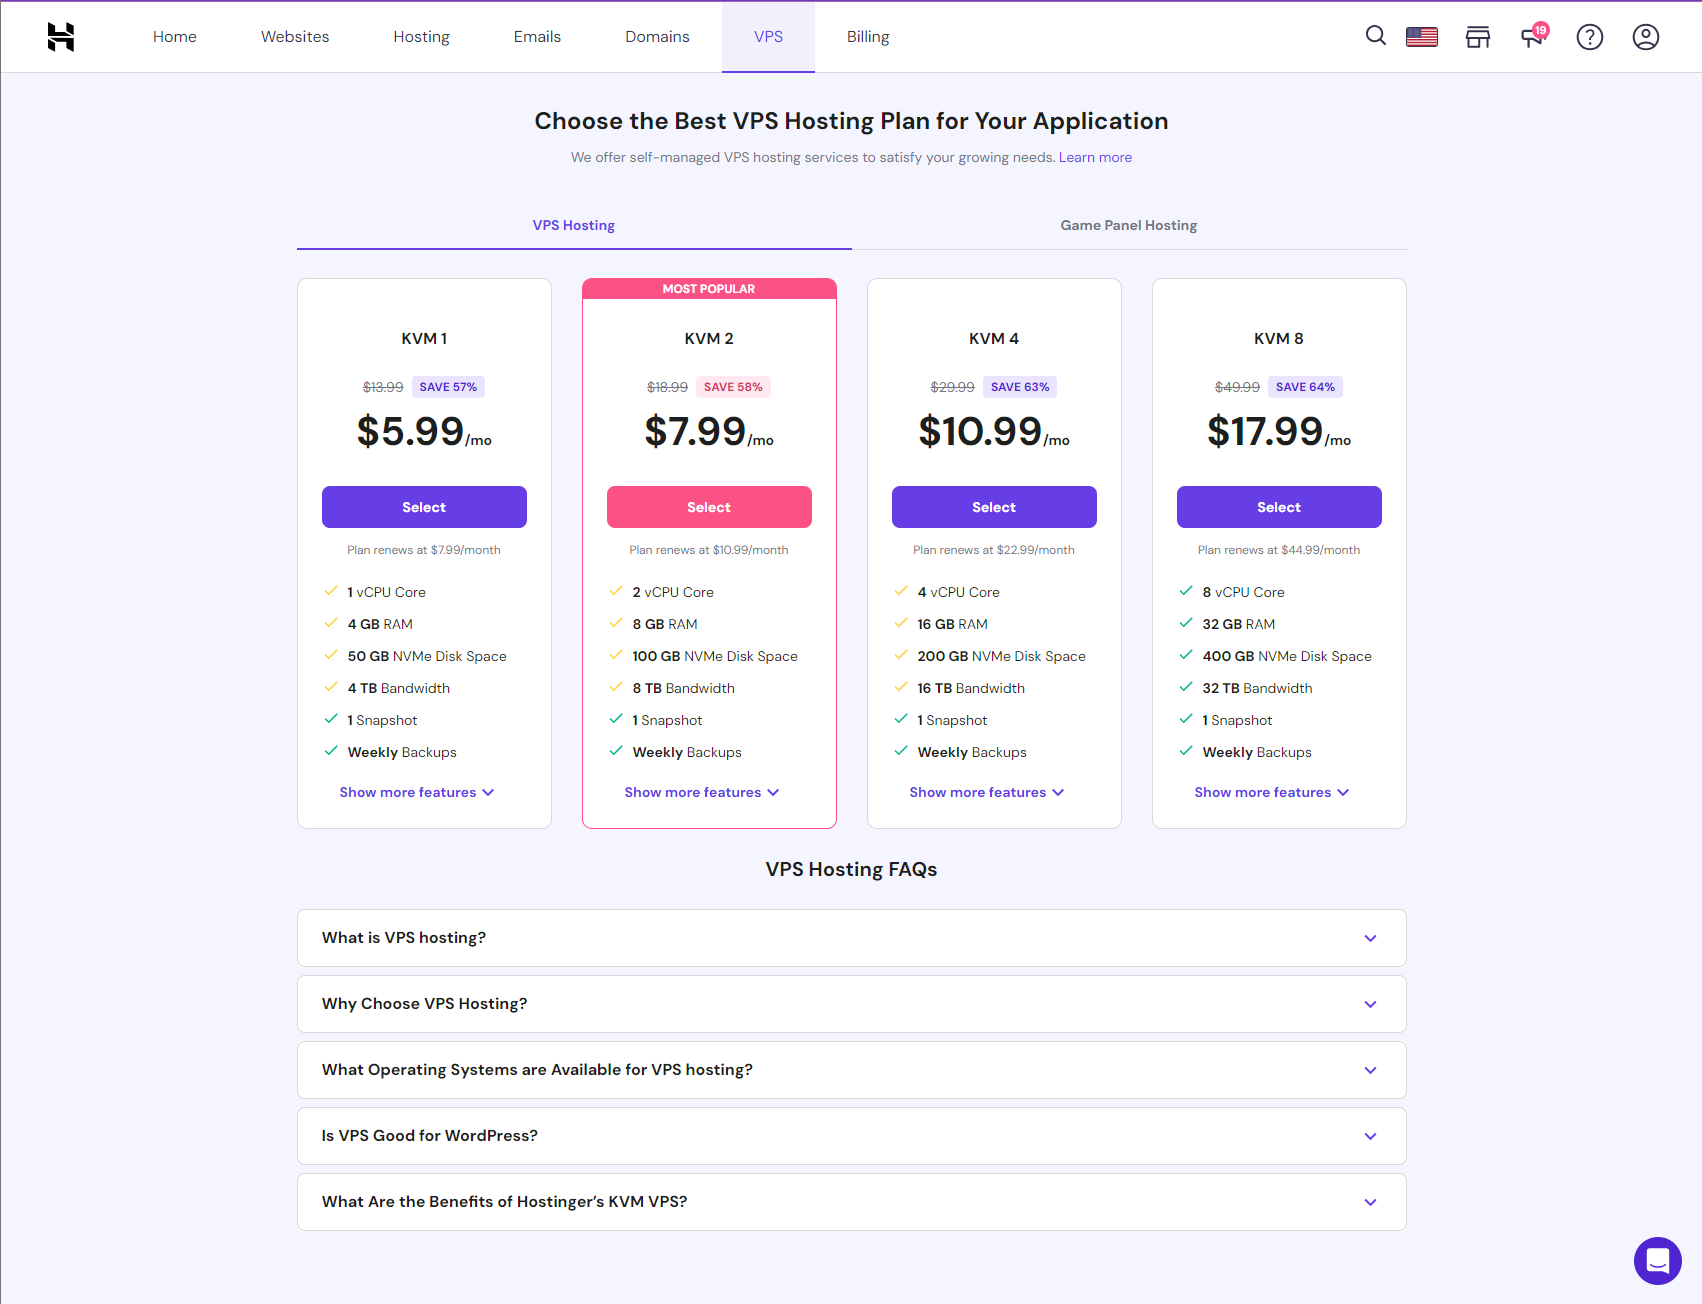 Home
Websites
Hosting
Emails
Domains
VPS
Billing
19
Choose the Best VPS Hosting Plan for Your Application
We offer self-managed VPS hosting services to satisfy your growing needs. Learn more
VPS Hosting
Game Panel Hosting
KVM 1
$13.99 SAVE 57%
$5.99/mo
Select
Plan renews at $7.99/month
1 vCPU Core
4 GB RAM
50 GB NVMe Disk Space
4 TB Bandwidth
1 Snapshot
Weekly Backups
Show more features
MOST POPULAR
KVM 2
$18.99 SAVE 58%
$7.99/mo
Select
Plan renews at $10.99/month
2 vCPU Core
8 GB RAM
100 GB NVMe Disk Space
8 TB Bandwidth
1 Snapshot
Weekly Backups
Show more features
KVM 4
$29.99 SAVE 63%
$10.99/mo
Select
Plan renews at $22.99/month
4 vCPU Core
16 GB RAM
200 GB NVMe Disk Space
16 TB Bandwidth
1 Snapshot
Weekly Backups
Show more features
KVM 8
$49.99 SAVE 64%
$17.99/mo
Select
Plan renews at $44.99/month
8 vCPU Core
32 GB RAM
400 GB NVMe Disk Space
32 TB Bandwidth
1 Snapshot
Weekly Backups
Show more features
VPS Hosting FAQs
What is VPS hosting?
Why Choose VPS Hosting?
What Operating Systems are Available for VPS hosting?
Is VPS Good for WordPress?
What Are the Benefits of Hostinger’s KVM VPS?